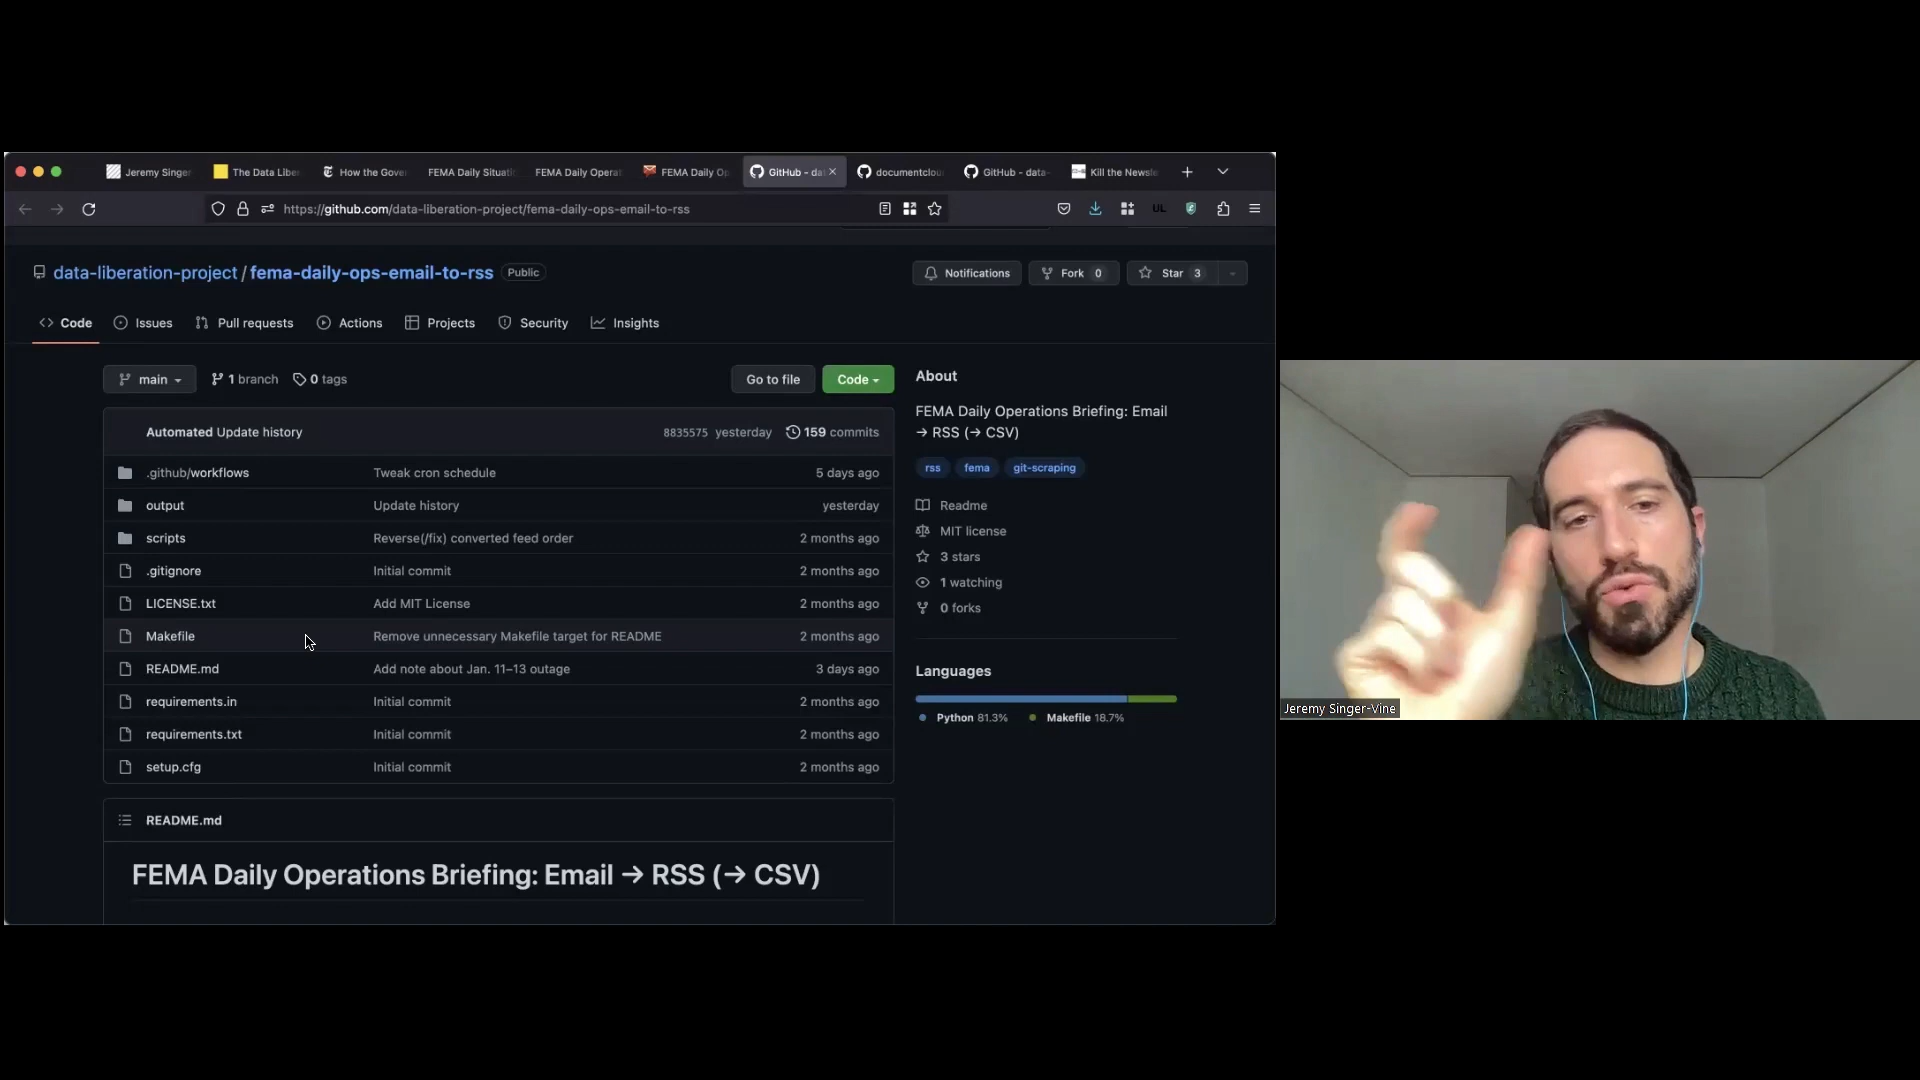 Jeremy Singer
The Data Libe
How the Gove
FEMA Daily Situati
FEMA Daily Opera
FEMA Daily Op
GitHub - dat
documentclou
GitHub - data-
Kill the Newsle
https://github.com/data-liberation-project/fema-daily-ops-email-to-rss
UL
data-liberation-project / fema-daily-ops-email-to-rss Public
Notifications
Fork 0
Star 3
Code
Issues
Pull requests
Actions
Projects
Security
Insights
main
1 branch
0 tags
Go to file
Code
Automated Update history 8835575 yesterday 159 commits
.github/workflows Tweak cron schedule 5 days ago
output Update history yesterday
scripts Reverse(/fix) converted feed order 2 months ago
.gitignore Initial commit 2 months ago
LICENSE.txt Add MIT License 2 months ago
Makefile Remove unnecessary Makefile target for README 2 months ago
README.md Add note about Jan. 11–13 outage 3 days ago
requirements.in Initial commit 2 months ago
requirements.txt Initial commit 2 months ago
setup.cfg Initial commit 2 months ago
README.md
FEMA Daily Operations Briefing: Email → RSS (→ CSV)
About
FEMA Daily Operations Briefing: Email
→ RSS (→ CSV)
rss fema git-scraping
Readme
MIT license
3 stars
1 watching
0 forks
Languages
Python 81.3% Makefile 18.7%
Jeremy Singer-Vine